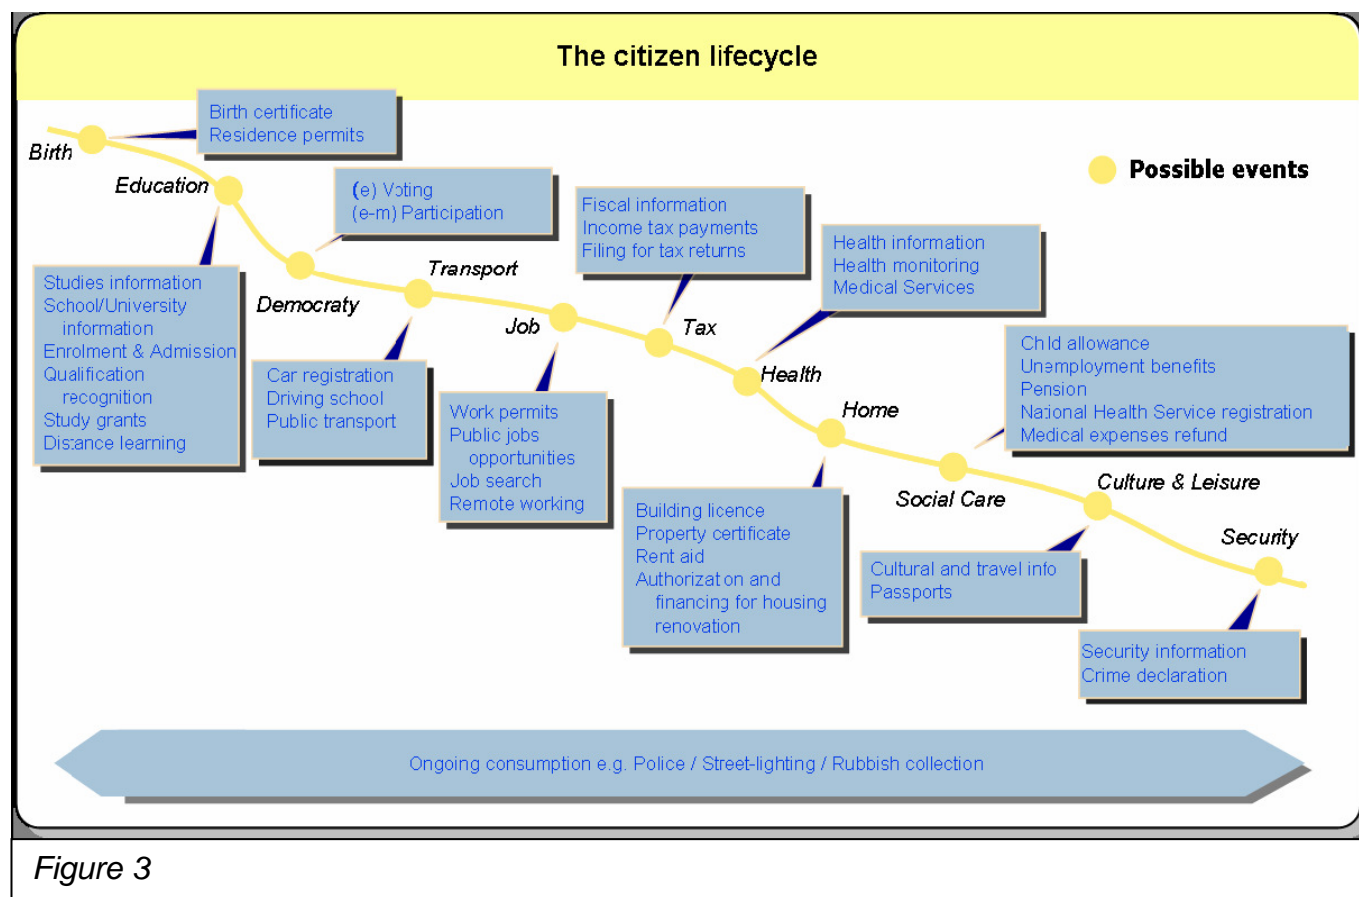 The citizen lifecycle
Birth certificate
Residence permits
Birth
Education
Possible events
(e) Voting
(e-m) Participation
Fiscal information
Income tax payments
Filing for tax returns
Health information
Health monitoring
Medical Services
Studies information
School/University
information
Enrolment & Admission
Qualification
recognition
Study grants
Distance learning
Democraty
Transport
Job
Tax
Health
Car registration
Driving school
Public transport
Work permits
Public jobs
opportunities
Job search
Remote working
Home
Child allowance
Unemployment benefits
Pension
National Health Service registration
Medical expenses refund
Building licence
Property certificate
Rent aid
Authorization and
financing for housing
renovation
Social Care
Culture & Leisure
Cultural and travel info
Passports
Security
Security information
Crime declaration
Ongoing consumption e.g. Police / Street-lighting / Rubbish collection
Figure 3